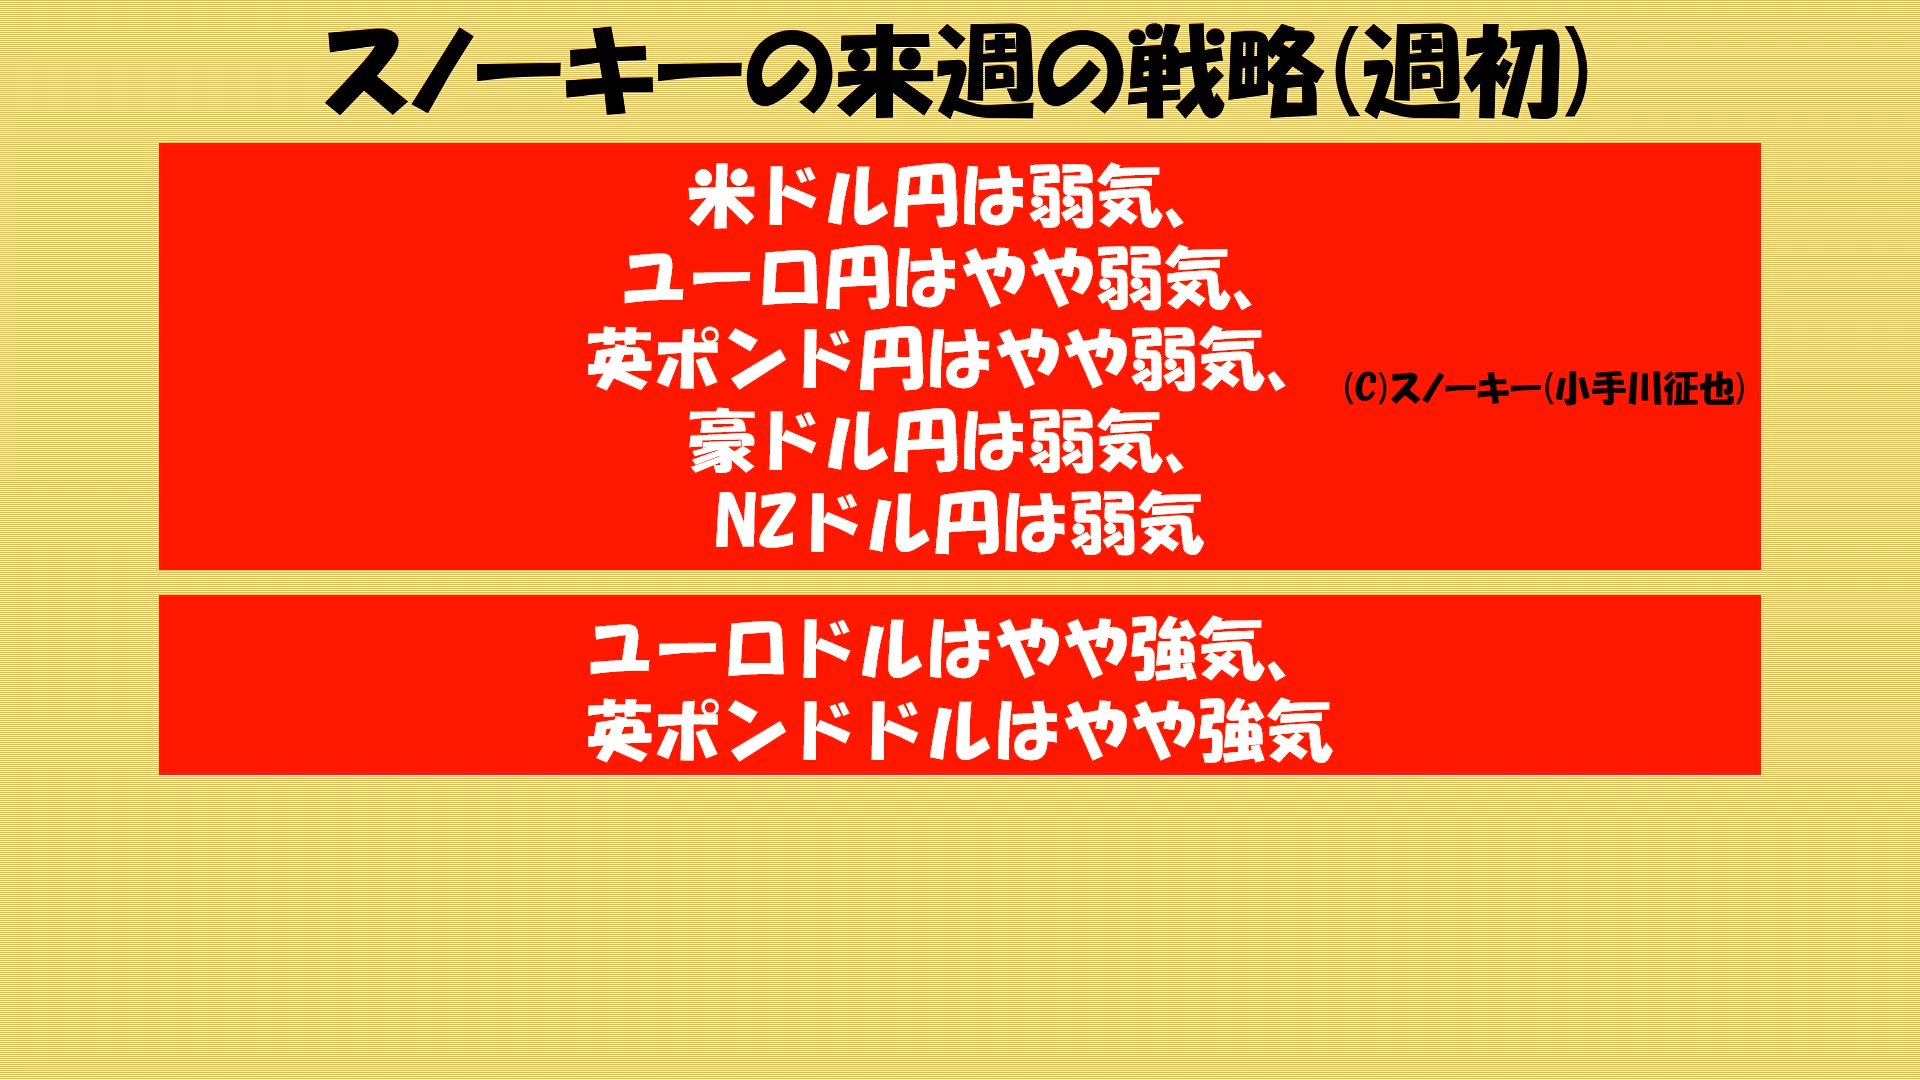 スノーキーの来週の戦略(週初)
米ドル円は弱気、
ユーロ円はやや弱気、
英ポンド円はやや弱気、
(C)スノーキー(小手川征也)
豪ドル円は弱気、
NZドル円は弱気
ユーロドルはやや強気、
英ポンドドルはやや強気